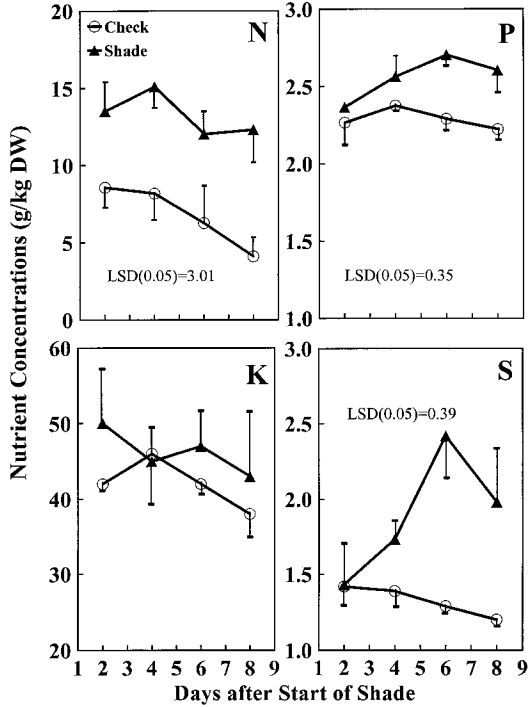 Nutrient Concentrations (g/kg DW)
20
15
10
5
0
Check
Shade
N
LSD(0.05)=3.01
3.0
2.5
2.0
1.5
1.0
P
LSD(0.05)=0.35
60
50
40
30
20
K
1 2 3 4 5 6 7 8 9
3.0
2.5
2.0
1.5
1.0
S
LSD(0.05)=0.39
1 2 3 4 5 6 7 8 9
Days after Start of Shade